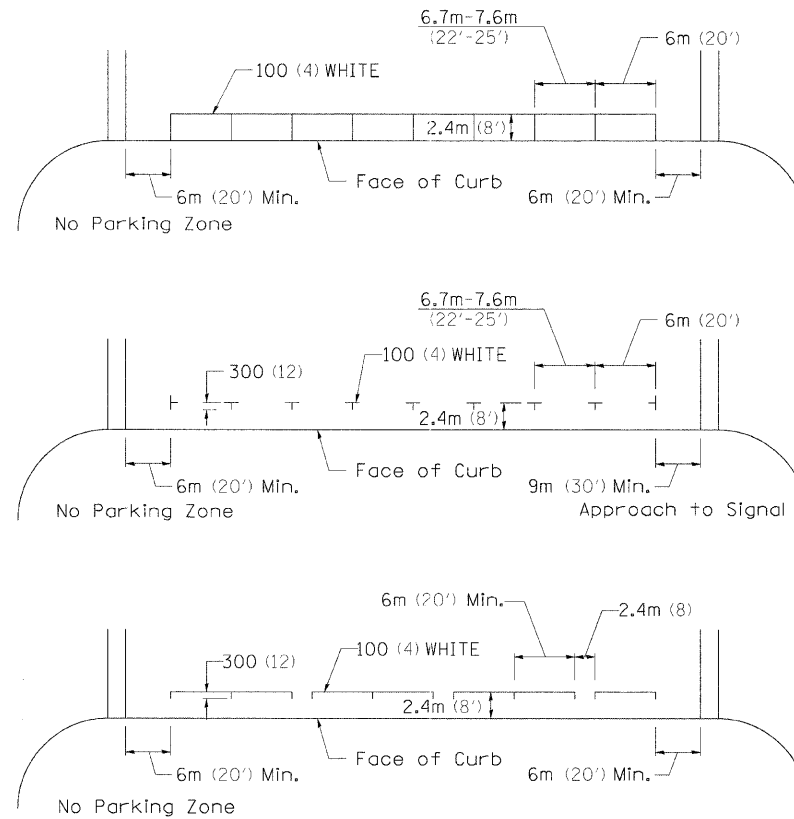 6.7m-7.6m
(22'-25')
6m (20')
100 (4) WHITE
2.4m (8')
6m (20') Min.
Face of Curb
6m (20') Min.
No Parking Zone
6.7m-7.6m
(22'-25')
6m (20')
100 (4) WHITE
300 (12)
2.4m (8')
6m (20') Min.
Face of Curb
9m (30') Min.
No Parking Zone
Approach to Signal
6m (20') Min.
2.4m (8)
300 (12)
100 (4) WHITE
2.4m (8')
6m (20') Min.
Face of Curb
6m (20') Min.
No Parking Zone